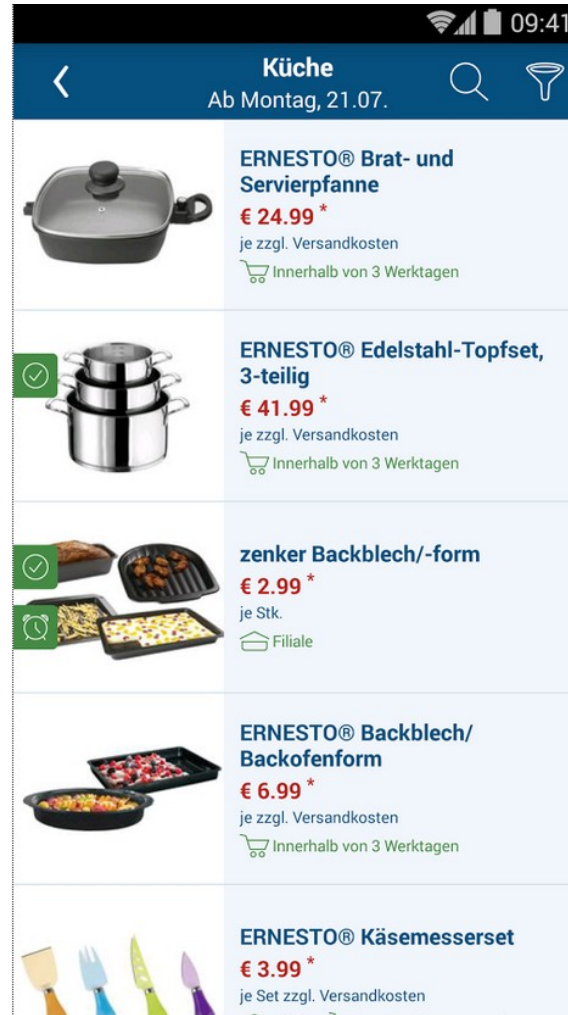 09:41
Küche
Ab Montag, 21.07.
ERNESTO® Brat- und
Servierpfanne
€ 24.99 *
je zzgl. Versandkosten
Innerhalb von 3 Werktagen
ERNESTO® Edelstahl-Topfset,
3-teilig
€ 41.99 *
je zzgl. Versandkosten
Innerhalb von 3 Werktagen
zenker Backblech/-form
€ 2.99 *
je Stk.
Filiale
ERNESTO® Backblech/
Backofenform
€ 6.99 *
je zzgl. Versandkosten
Innerhalb von 3 Werktagen
ERNESTO® Käsemesserset
€ 3.99 *
je Set zzgl. Versandkosten